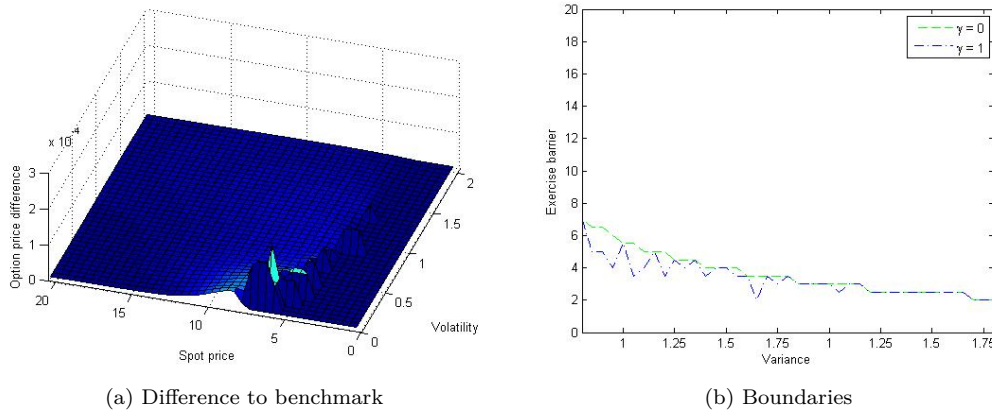 x 10
-4
Option price difference
3
2
1
0
20
15
10
5
0
Spot price
2
1.5
1
0.5
0
Volatility
(a) Difference to benchmark
20
18
16
14
12
10
8
6
4
2
0
Exercise barrier
γ = 0
γ = 1
1 1.25 1.5 1.75 1 1.25 1.5 1.75
Variance
(b) Boundaries